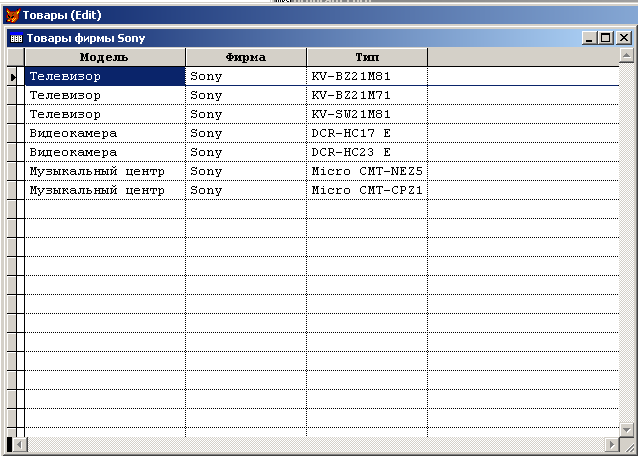 Товары (Edit)
Товары фирмы Sony
Модель Фирма Тип
Телевизор Sony KV-BZ21M81
Телевизор Sony KV-BZ21M71
Телевизор Sony KV-SW21M81
Видеокамера Sony DCR-HC17 E
Видеокамера Sony DCR-HC23 E
Музыкальный центр Sony Micro CMT-NEZ5
Музыкальный центр Sony Micro CMT-CPZ1